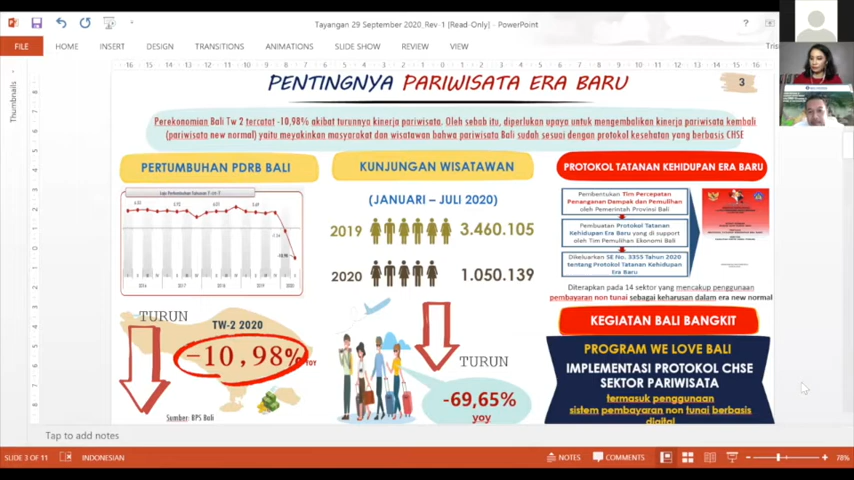 Tayangan 29 September 2020_Rev-1 [Read-Only] - PowerPoint
FILE HOME INSERT DESIGN TRANSITIONS ANIMATIONS SLIDE SHOW REVIEW VIEW
Thumbnails
PENTINGNYA PARIWISATA ERA BARU
3
Perekonomian Bali Tw 2 tercatat -10,98% akibat turunnya kinerja pariwisata. Oleh sebab itu, diperlukan upaya untuk mengembalikan kinerja pariwisata kembali
(pariwisata new normal) yaitu meyakinkan masyarakat dan wisatawan bahwa pariwisata Bali sudah sesuai dengan protokol kesehatan yang berbasis CHSE
PERTUMBUHAN PDRB BALI
TURUN
TW-2 2020
-10,98%
YOY
Sumber: BPS Bali
KUNJUNGAN WISATAWAN
(JANUARI – JULI 2020)
2019 3.460.105
2020 1.050.139
TURUN
-69,65%
yoy
PROTOKOL TATANAN KEHIDUPAN ERA BARU
Pembentukan Tim Percepatan
Penanganan Dampak dan Pemulihan
oleh Pemerintah Provinsi Bali
Pembuatan Protokol Tatanan
Kehidupan Era Baru yang di support
oleh Tim Pemulihan Ekonomi Bali
Dikeluarkan SE No. 3355 Tahun 2020
tentang Protokol Tatanan Kehidupan
Era Baru
Diterapkan pada 14 sektor yang mencakup penggunaan
pembayaran non tunai sebagai keharusan dalam era new normal
KEGIATAN BALI BANGKIT
PROGRAM WE LOVE BALI
IMPLEMENTASI PROTOKOL CHSE
SEKTOR PARIWISATA
termasuk penggunaan
sistem pembayaran non tunai berbasis
digital
Tap to add notes
SLIDE 3 OF 11 INDONESIAN NOTES COMMENTS 78%